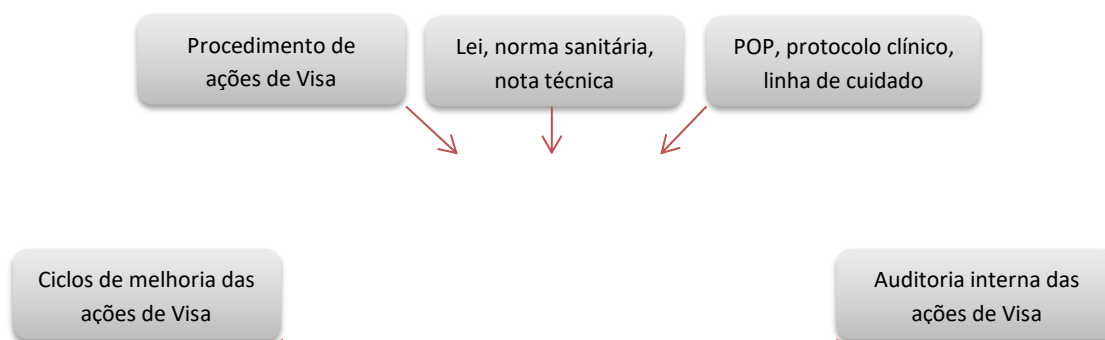 Procedimento de
ações de Visa
Lei, norma sanitária,
nota técnica
POP, protocolo clínico,
linha de cuidado
Ciclos de melhoria das
ações de Visa
Auditoria interna das
ações de Visa